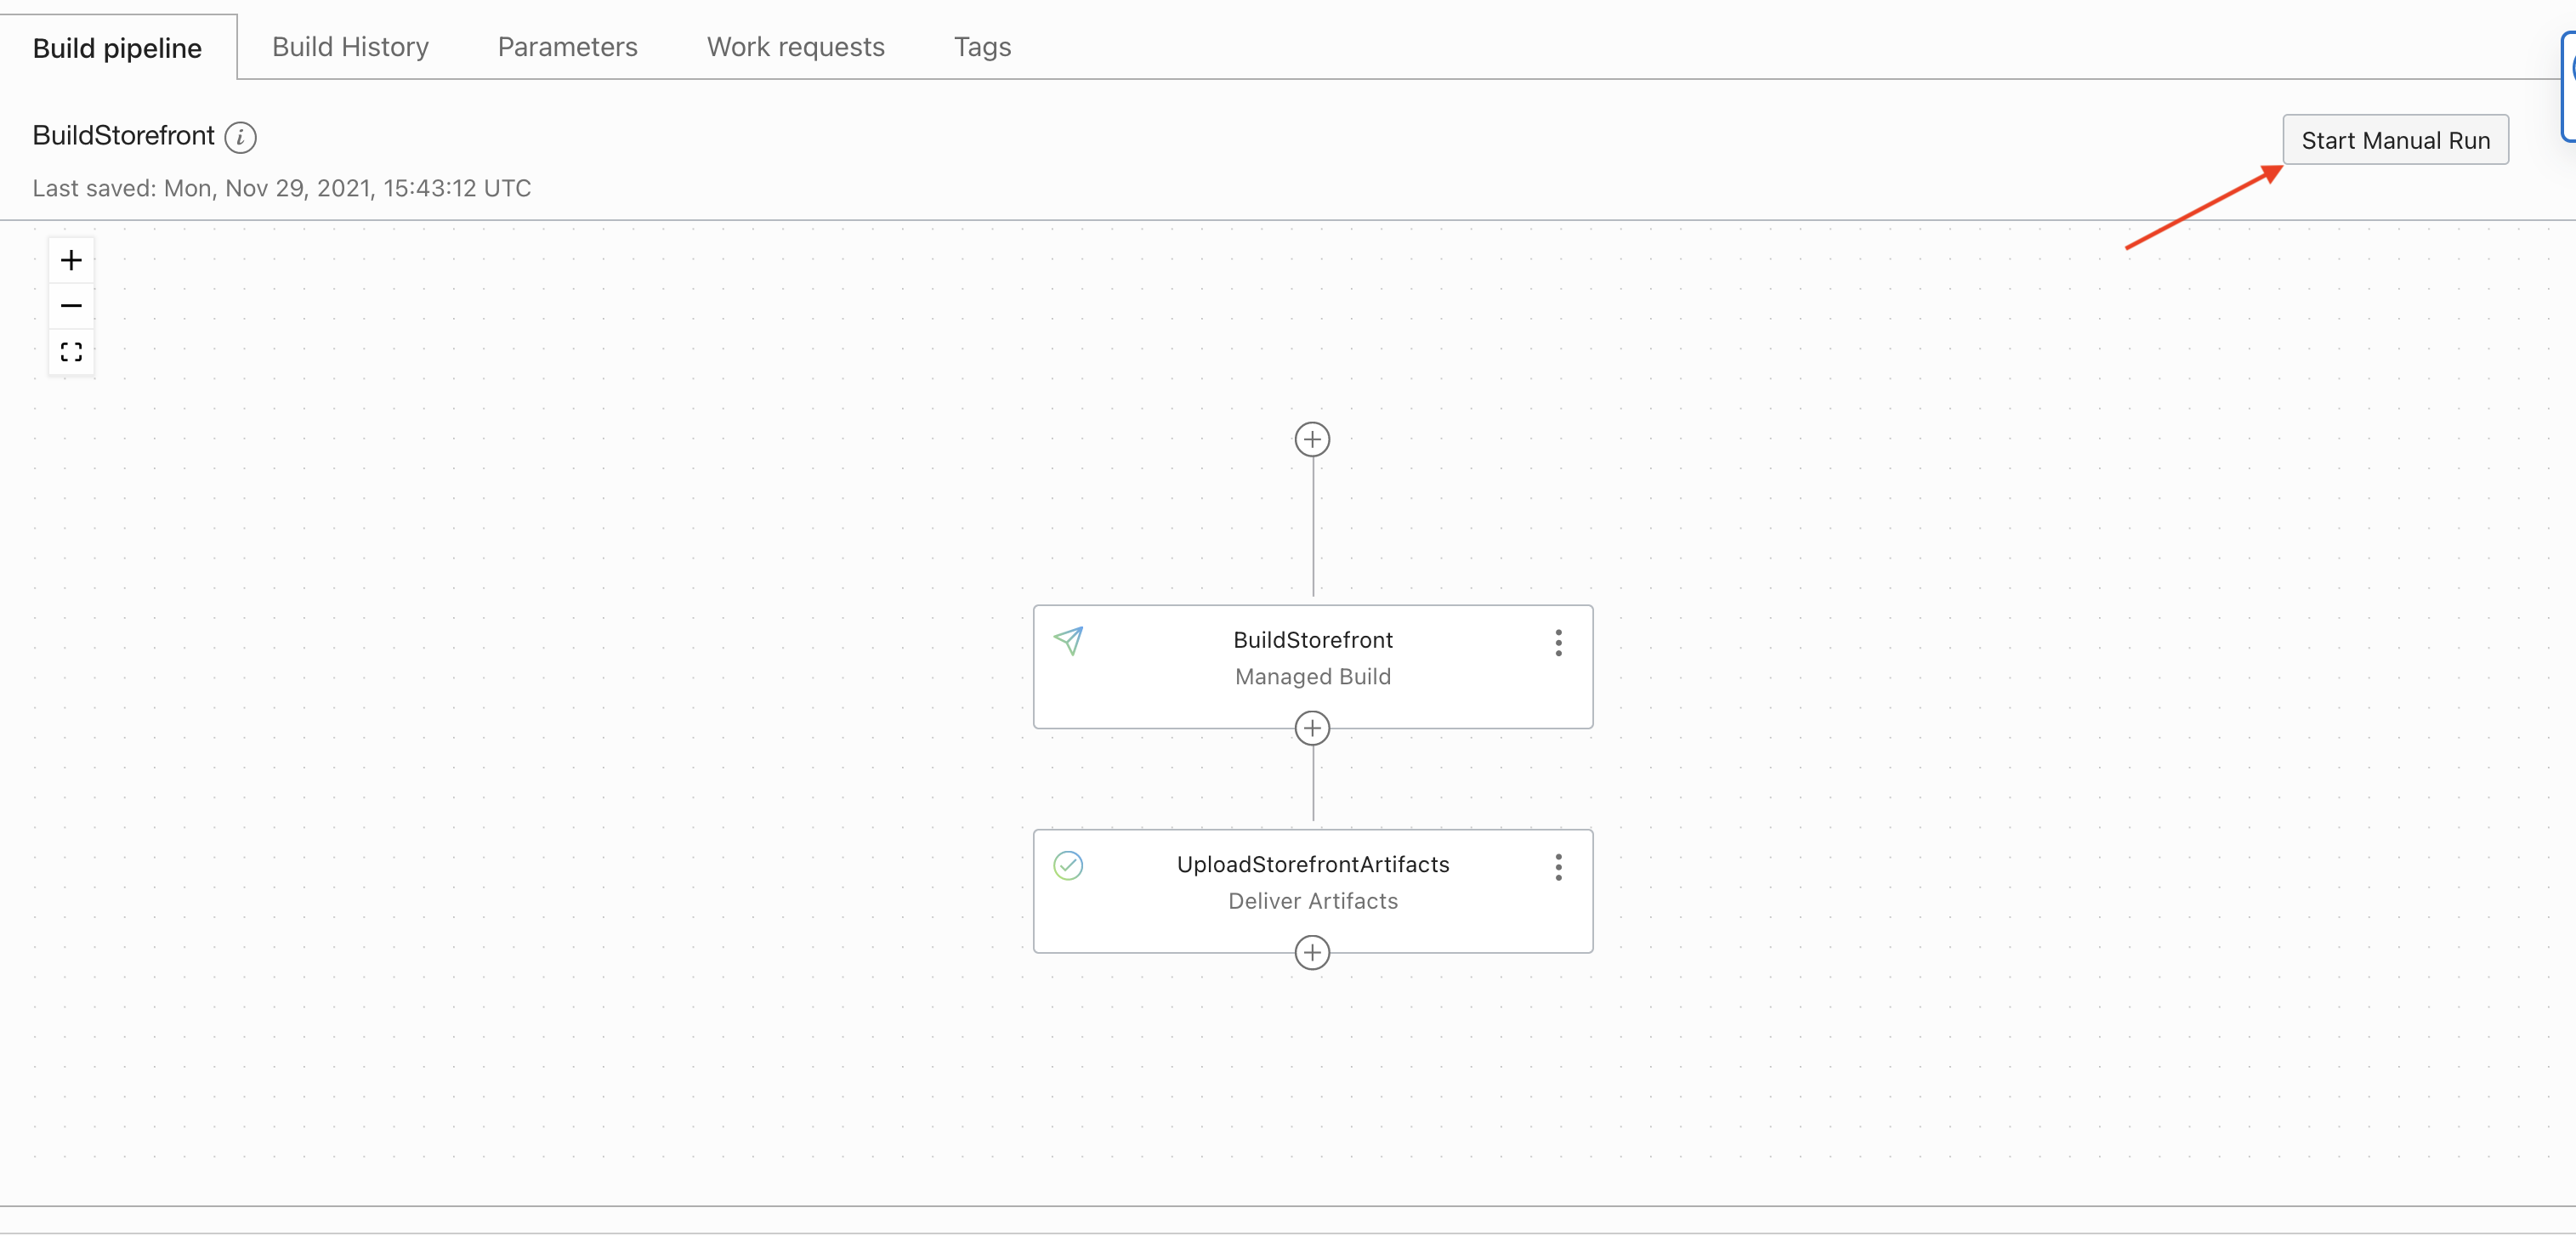 Build pipeline
Build History
Parameters
Work requests
Tags
BuildStorefront
Start Manual Run
Last saved: Mon, Nov 29, 2021, 15:43:12 UTC
BuildStorefront
Managed Build
UploadStorefrontArtifacts
Deliver Artifacts